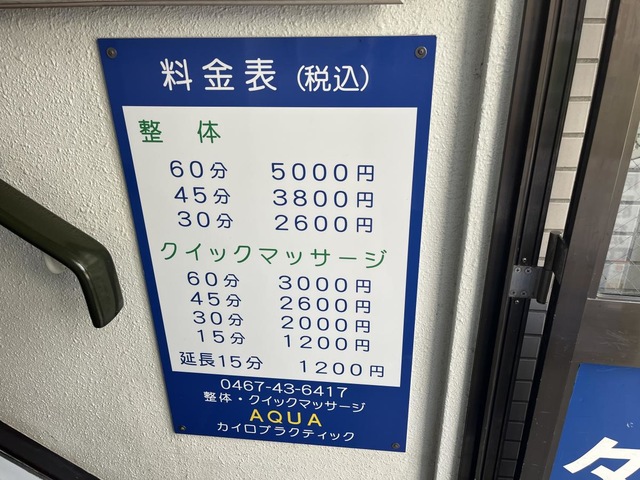 料金表 (税込)
整 体
60分 5000円
45分 3800円
30分 2600円
クイックマッサージ
60分 3000円
45分 2600円
30分 2000円
15分 1200円
延長15分 1200円
0467-43-6417
整体・クイックマッサージ
AQUA
カイロプラクティック